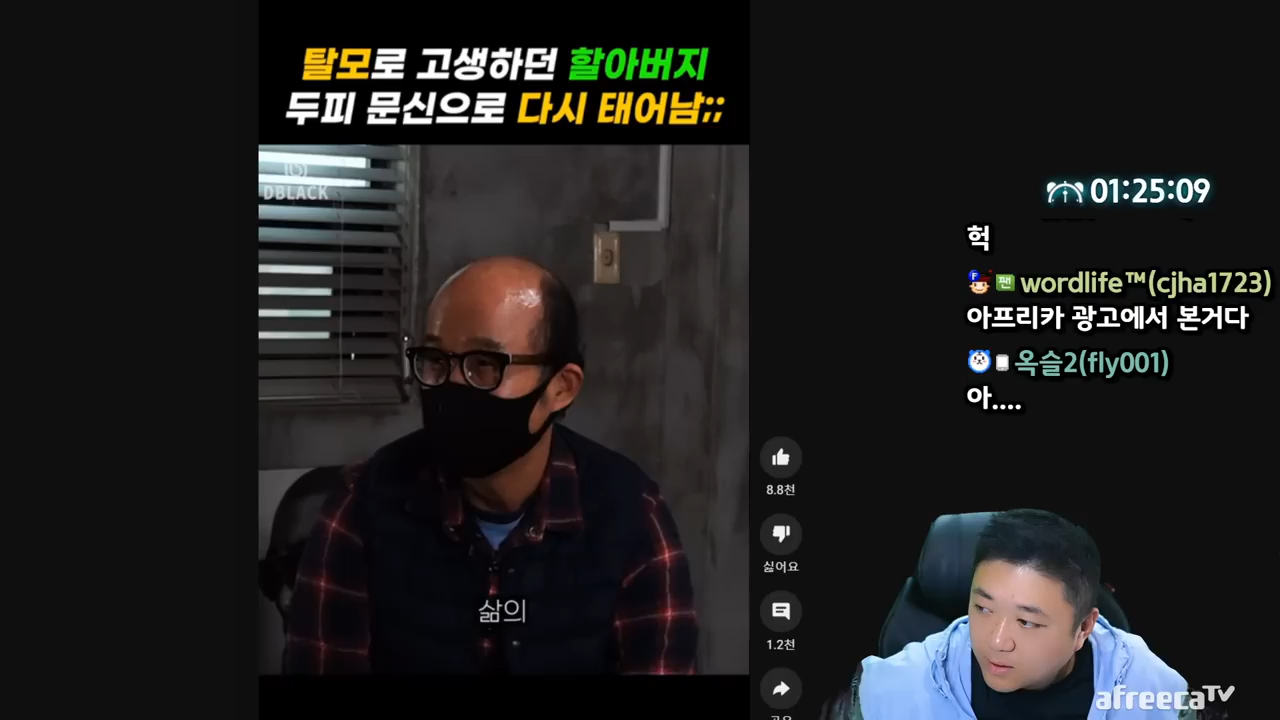 탈모로 고생하던 할아버지
두피 문신으로 다시 태어남;;
DBLACK
삶의
8.8천
싫어요
1.2천
01:25:09
헉
F 팬 wordlife™(cjha1723)
아프리카 광고에서 본거다
옥슬2(fly001)
아....
afreecaTV